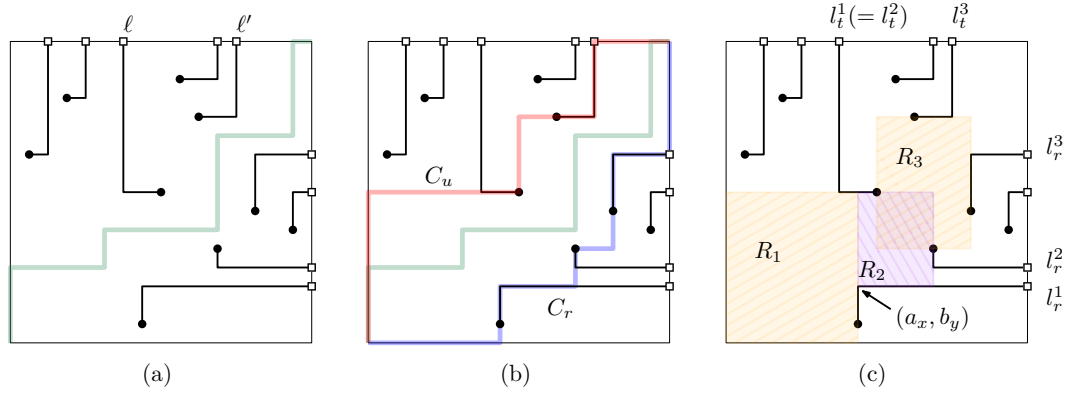 ℓ ℓ′ l_t^1(= l_t^2) l_t^3
C_u R_3 l_r^3
R_1 R_2 l_r^2
C_r (a_x, b_y) l_r^1
(a) (b) (c)